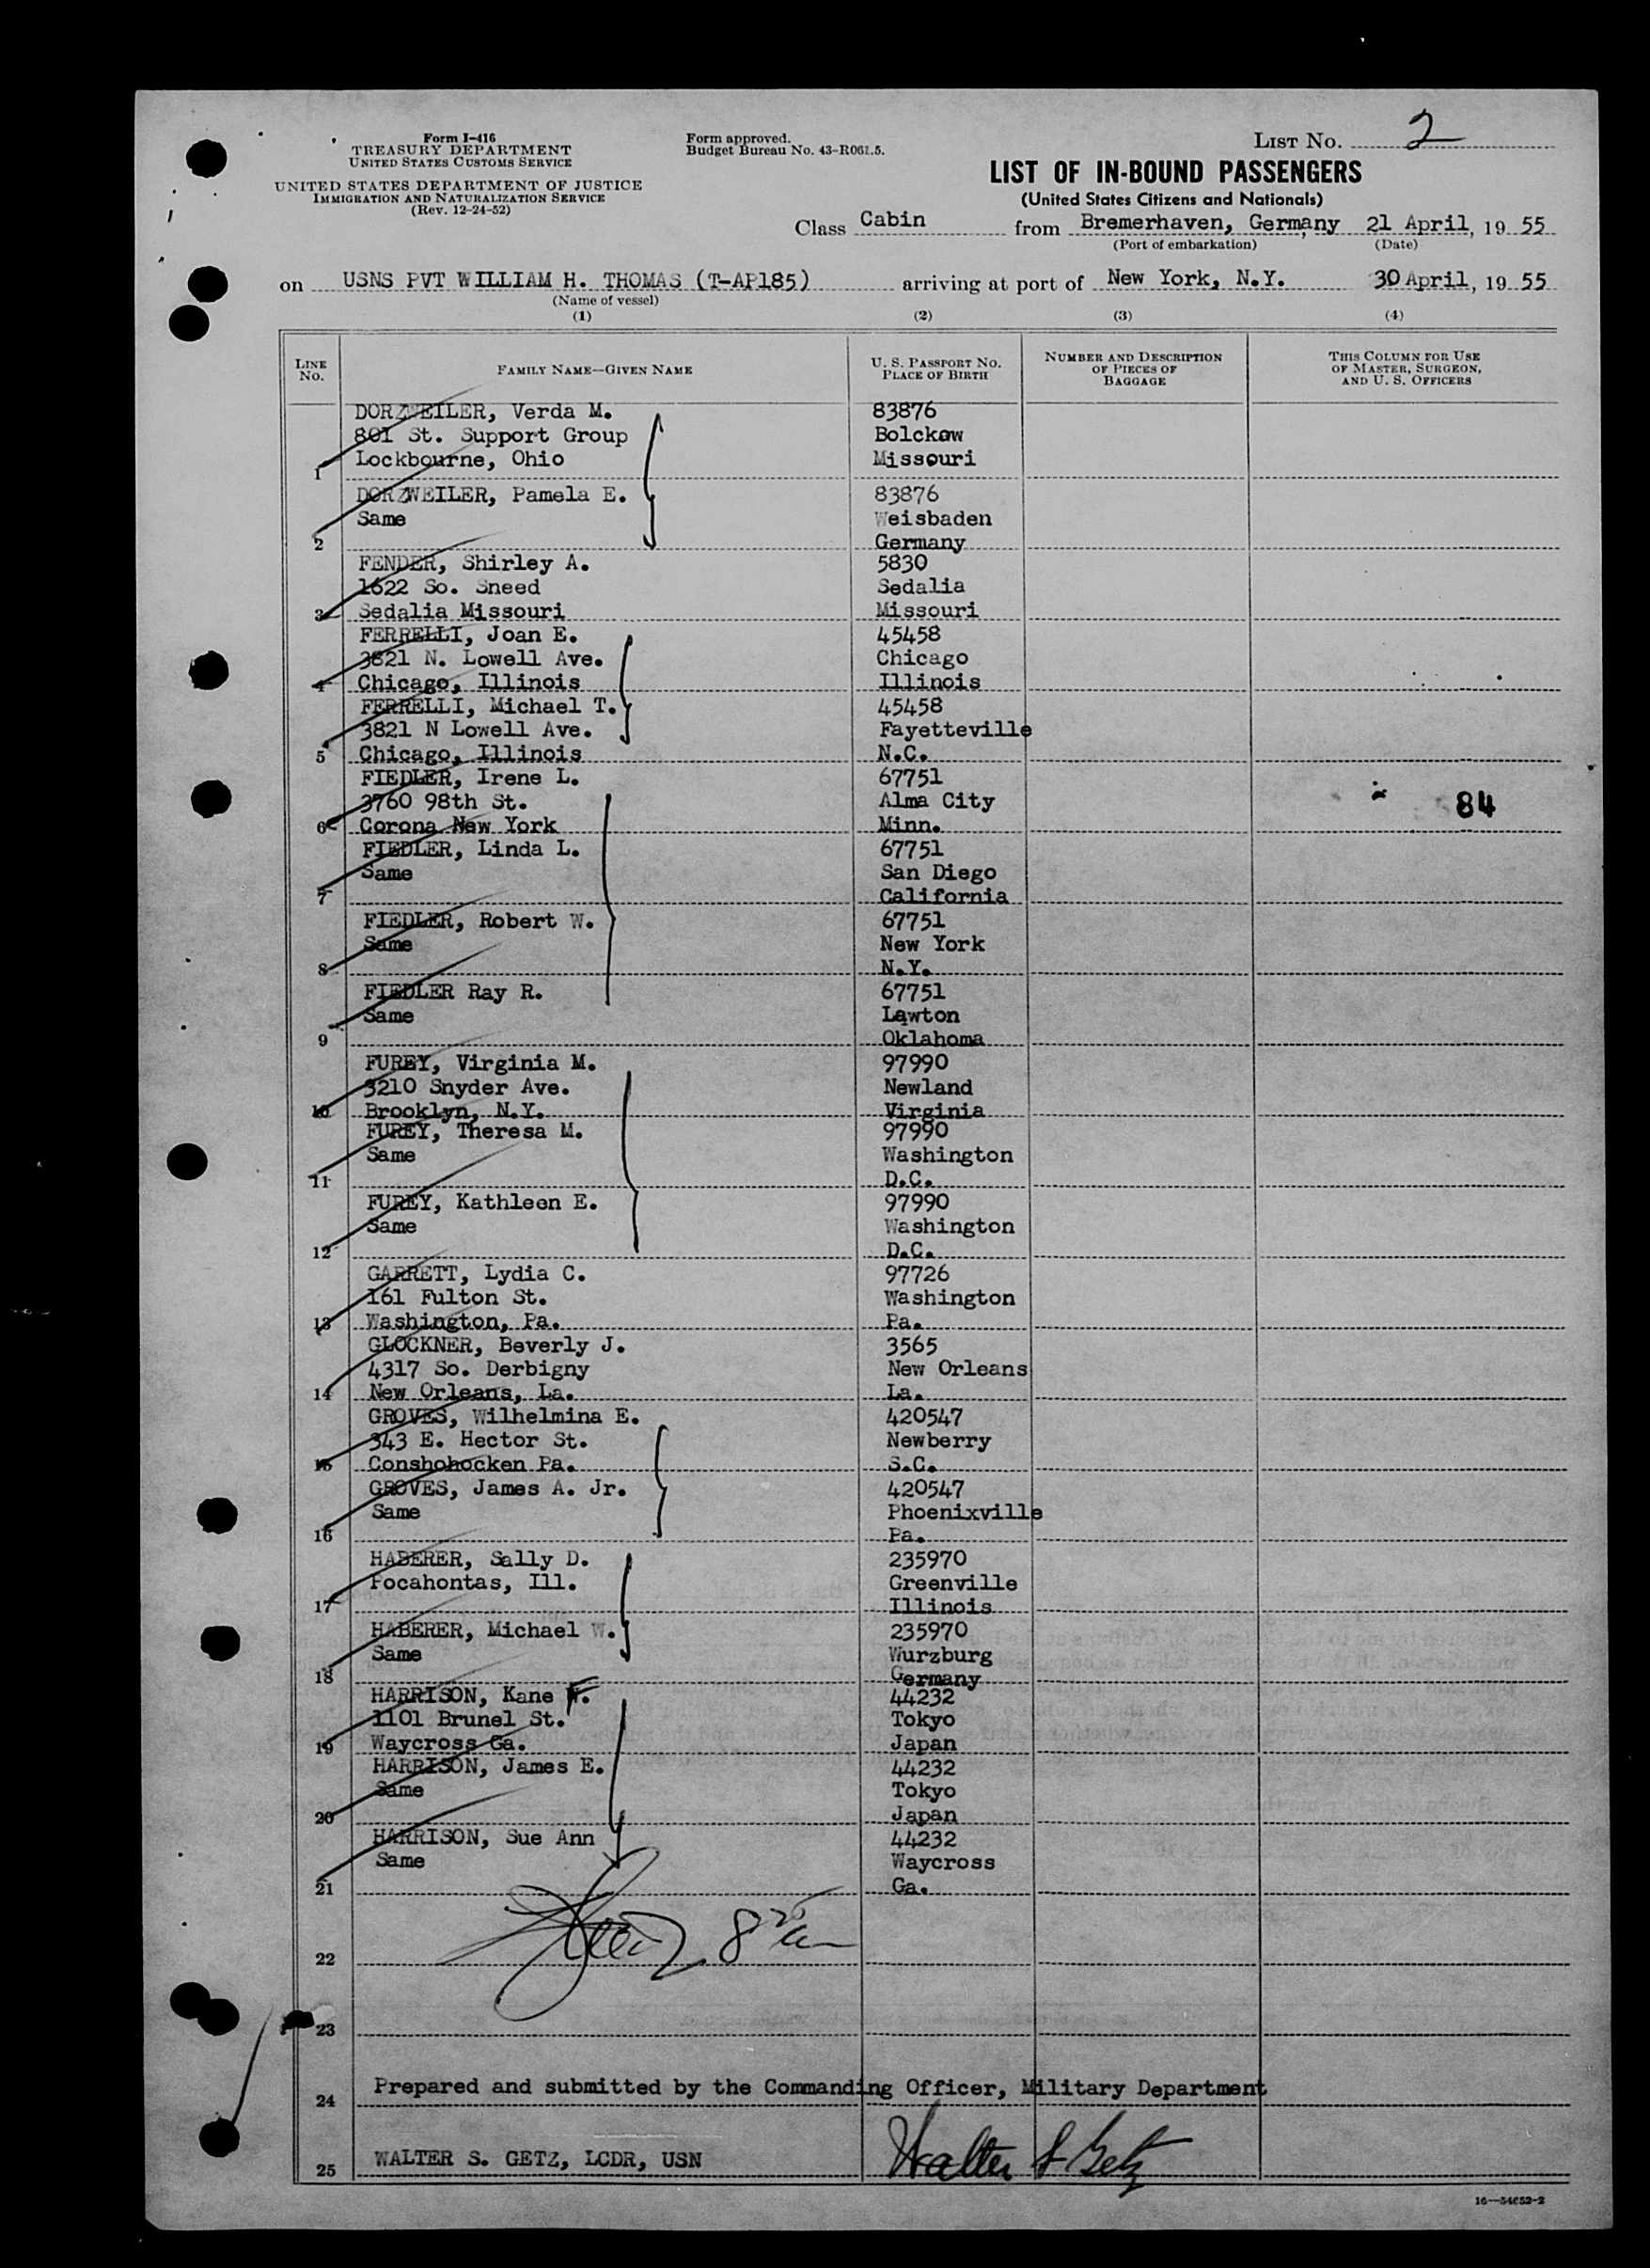 Form I-416
TREASURY DEPARTMENT
UNITED STATES CUSTOMS SERVICE
UNITED STATES DEPARTMENT OF JUSTICE
IMMIGRATION AND NATURALIZATION SERVICE
(Rev. 12-24-52)
Form approved.
Budget Bureau No. 43-R061.5.
LIST NO. 2
LIST OF IN-BOUND PASSENGERS
(United States Citizens and Nationals)
Class Cabin from Bremerhaven, Germany 21 April, 19 55
(Port of embarkation) (Date)
on USNS PVT WILLIAM H. THOMAS (T-AP185) arriving at port of New York, N.Y. 30 April, 19 55
(Name of vessel)
(1) (2) (3) (4)
LINE NO. FAMILY NAME—GIVEN NAME U. S. PASSPORT NO. PLACE OF BIRTH NUMBER AND DESCRIPTION OF PIECES OF BAGGAGE THIS COLUMN FOR USE OF MASTER, SURGEON, AND U. S. OFFICERS
DORZWEILER, Verda M. 83876
801 St. Support Group Bolckow
1 Lockbourne, Ohio Missouri
DORZWEILER, Pamela E. 83876
Same Weisbaden
2 Germany
FENDER, Shirley A. 5830
1622 So. Sneed Sedalia
3 Sedalia Missouri Missouri
FERRELLI, Joan E. 45458
3821 N. Lowell Ave. Chicago
4 Chicago, Illinois Illinois
FERRELLI, Michael T. 45458
3821 N Lowell Ave. Fayetteville
5 Chicago, Illinois N.C.
FIEDLER, Irene L. 67751
3760 98th St. Alma City 84
6 Corona New York Minn.
FIEDLER, Linda L. 67751
Same San Diego
7 California
FIEDLER, Robert W. 67751
Same New York
8 N.Y.
FIEDLER Ray R. 67751
Same Lawton
9 Oklahoma
FUREY, Virginia M. 97990
3210 Snyder Ave. Newland
10 Brooklyn, N.Y. Virginia
FUREY, Theresa M. 97990
Same Washington
11 D.C.
FUREY, Kathleen E. 97990
Same Washington
12 D.C.
GARRETT, Lydia C. 97726
161 Fulton St. Washington
13 Washington, Pa. Pa.
GLOCKNER, Beverly J. 3565
4317 So. Derbigny New Orleans
14 New Orleans, La. La.
GROVES, Wilhelmina E. 420547
343 E. Hector St. Newberry
15 Conshohocken Pa. S.C.
GROVES, James A. Jr. 420547
Same Phoenixville
16 Pa.
HABERER, Sally D. 235970
Pocahontas, Ill. Greenville
17 Illinois
HABERER, Michael W. 235970
Same Wurzburg
18 Germany
HARRISON, Kane F. 44232
1101 Brunel St. Tokyo
19 Waycross Ga. Japan
HARRISON, James E. 44232
Same Tokyo
20 Japan
HARRISON, Sue Ann 44232
Same Waycross
21 Ga.
22
23
24 Prepared and submitted by the Commanding Officer, Military Department
25 WALTER S. GETZ, LCDR, USN Walter S Getz
16—54652-2